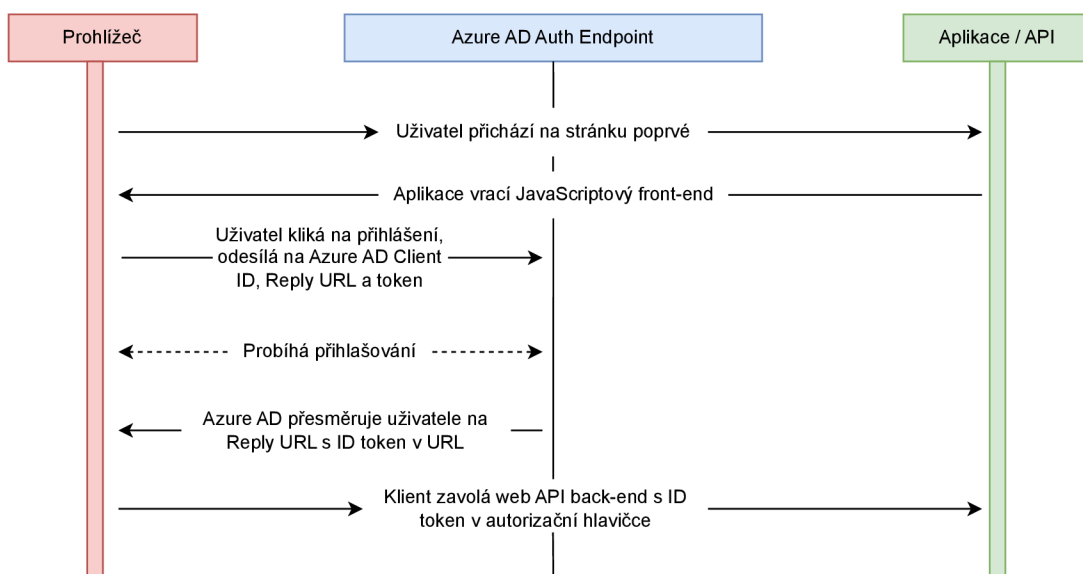 Prohlížeč
Azure AD Auth Endpoint
Aplikace / API
Uživatel přichází na stránku poprvé
Aplikace vrací JavaScriptový front-end
Uživatel kliká na přihlášení,
odesílá na Azure AD Client
ID, Reply URL a token
Probíhá přihlašování
Azure AD přesměruje uživatele na
Reply URL s ID token v URL
Klient zavolá web API back-end s ID
token v autorizační hlavičce